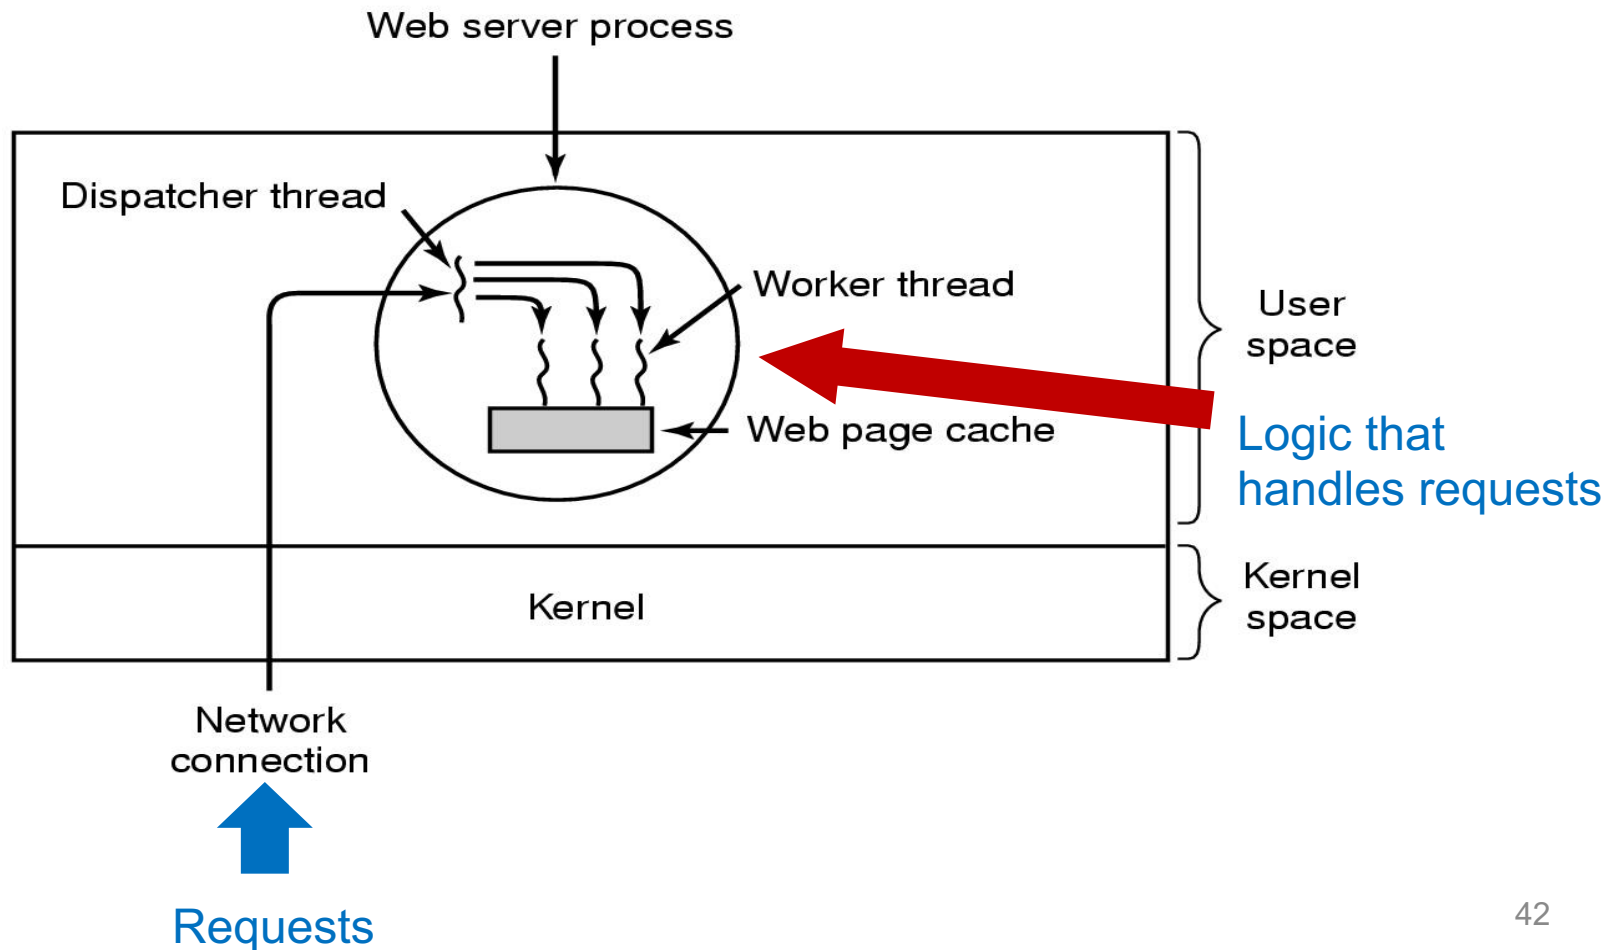 Web server process
Dispatcher thread
Worker thread
User
space
Web page cache
Logic that
handles requests
Kernel
Kernel
space
Network
connection
Requests
42